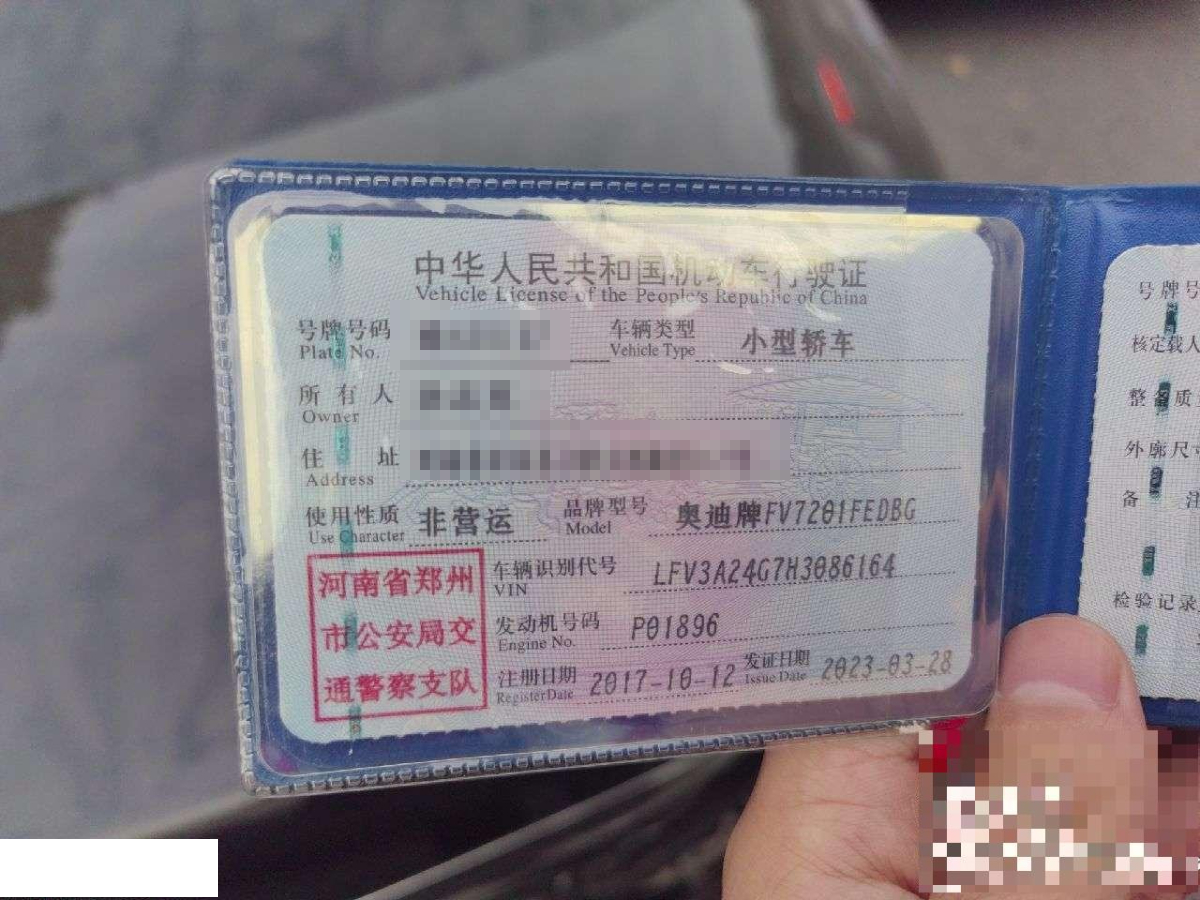 中华人民共和国机动车行驶证
Vehicle License of the People's Republic of China
号牌号码 车辆类型 小型轿车
Plate No. Vehicle Type
所有人
Owner
住址
Address
使用性质 非营运 品牌型号 奥迪牌FV7201FEDBG
Use Character Model
河南省郑州
市公安局交
通警察支队
车辆识别代号 LFV3A24G7H3086164
VIN
发动机号码 P01896
Engine No.
注册日期 2017-10-12 发证日期 2023-03-28
Register Date Issue Date
号牌号
核定载人
整备质
外廓尺寸
备注
检验记录